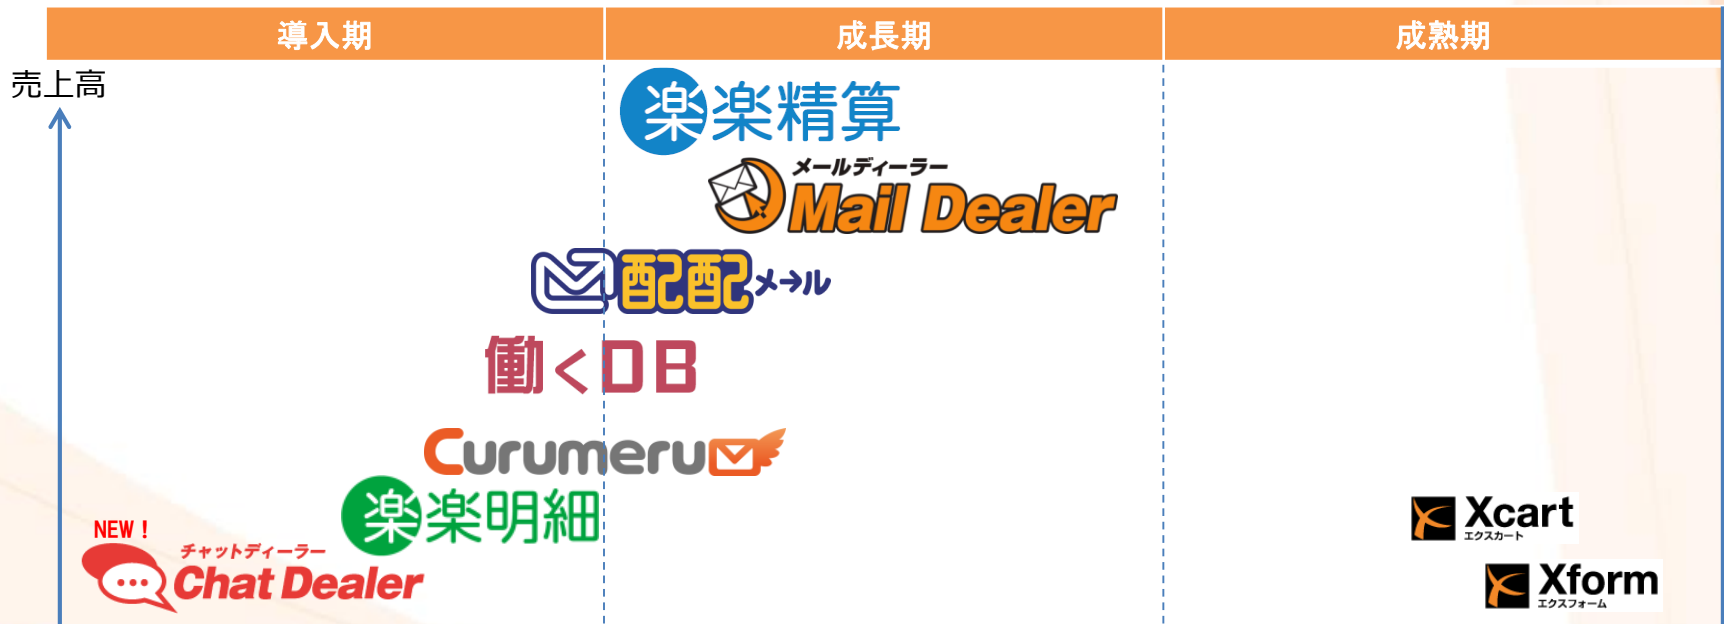 導入期
成長期
成熟期
売上高
楽楽精算
メールディーラー
Mail Dealer
配配メール
働くDB
Curumeru
楽楽明細
NEW！
チャットディーラー
Chat Dealer
Xcart
エクスカート
Xform
エクスフォーム